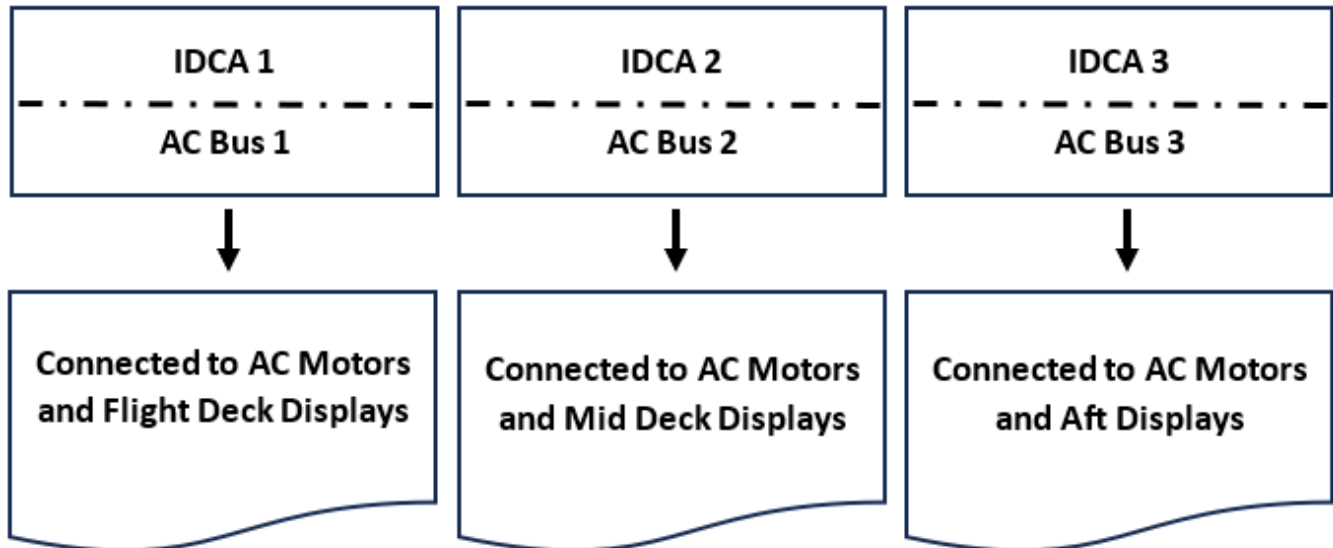 IDCA 1
AC Bus 1
IDCA 2
AC Bus 2
IDCA 3
AC Bus 3
Connected to AC Motors
and Flight Deck Displays
Connected to AC Motors
and Mid Deck Displays
Connected to AC Motors
and Aft Displays